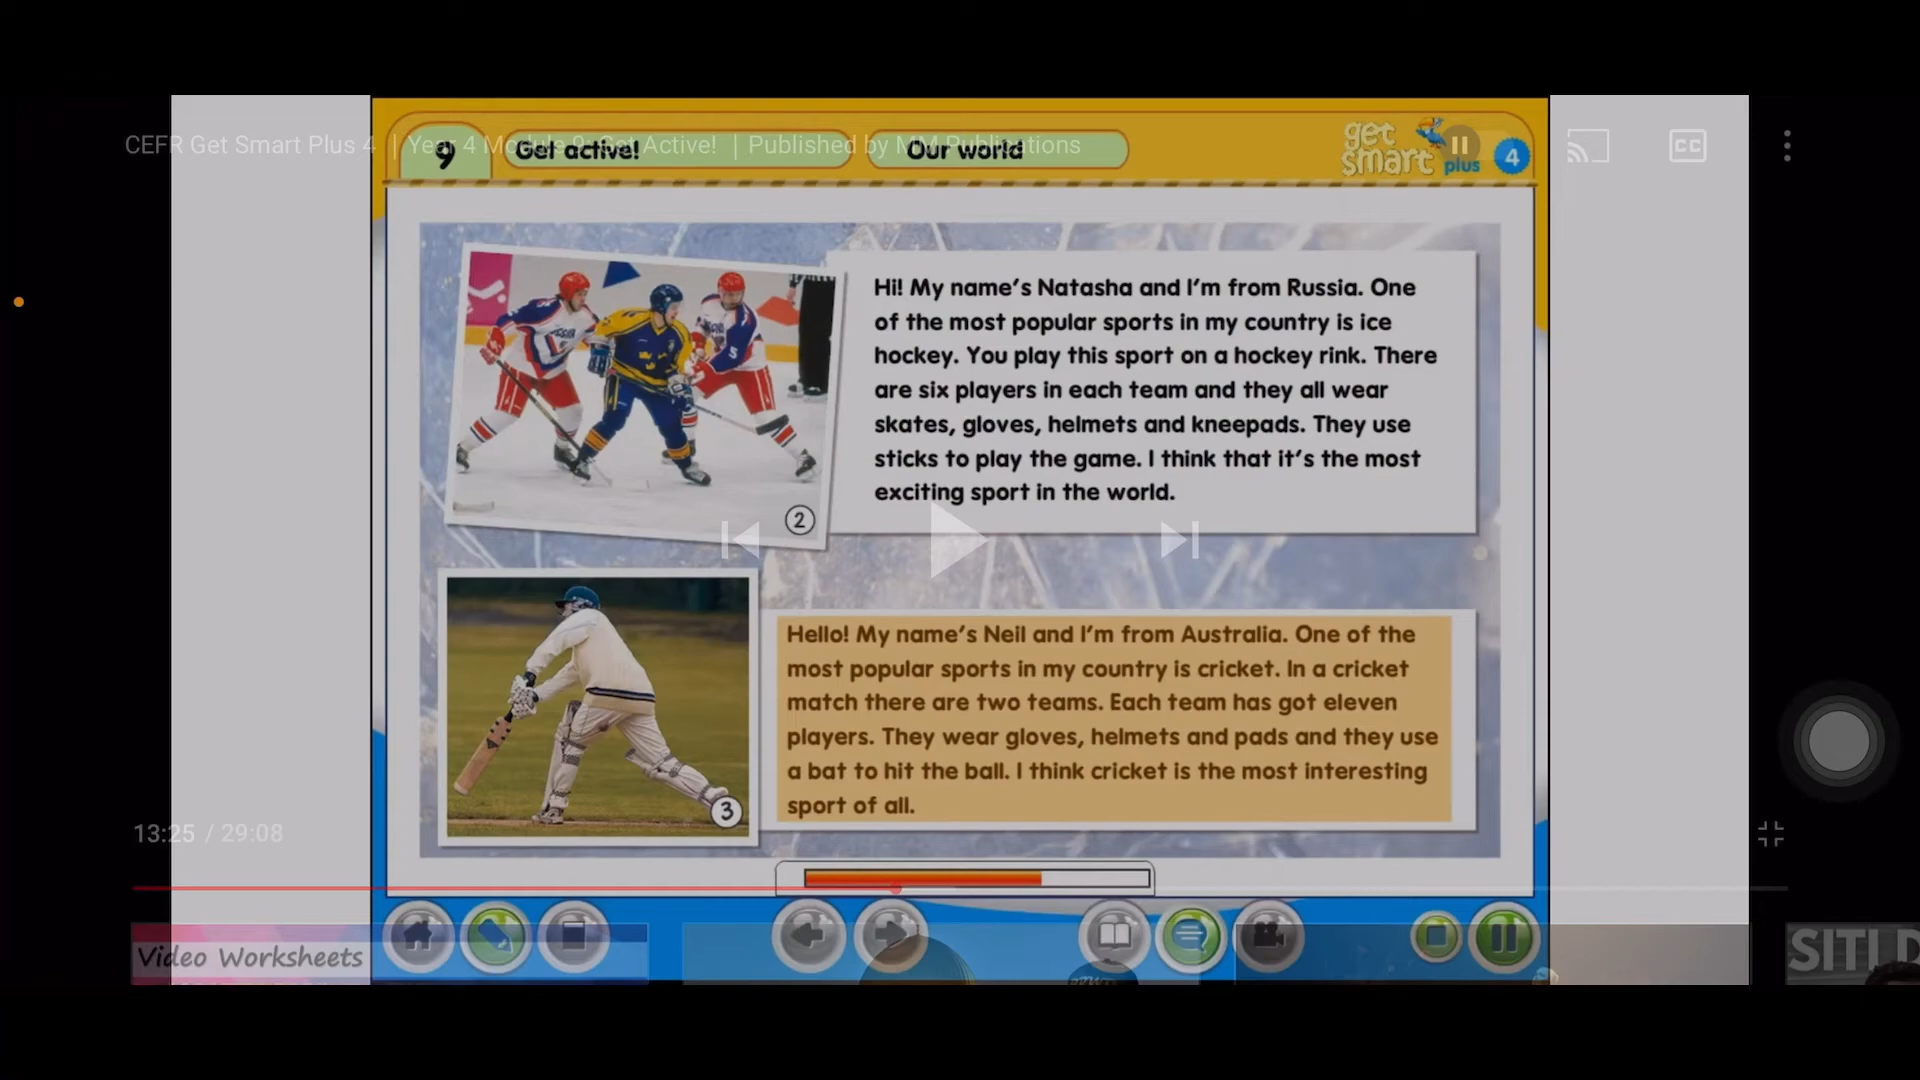 CEFR Get Smart Plus 4 | Year 4 Module 9: Get Active! | Published by MM Publications
9
Get active!
Our world
get smart plus 4
CC
Hi! My name's Natasha and I'm from Russia. One
of the most popular sports in my country is ice
hockey. You play this sport on a hockey rink. There
are six players in each team and they all wear
skates, gloves, helmets and kneepads. They use
sticks to play the game. I think that it's the most
exciting sport in the world.
5
2
Hello! My name's Neil and I'm from Australia. One of the
most popular sports in my country is cricket. In a cricket
match there are two teams. Each team has got eleven
players. They wear gloves, helmets and pads and they use
a bat to hit the ball. I think cricket is the most interesting
sport of all.
3
13:25 / 29:08
Video Worksheets
SITI